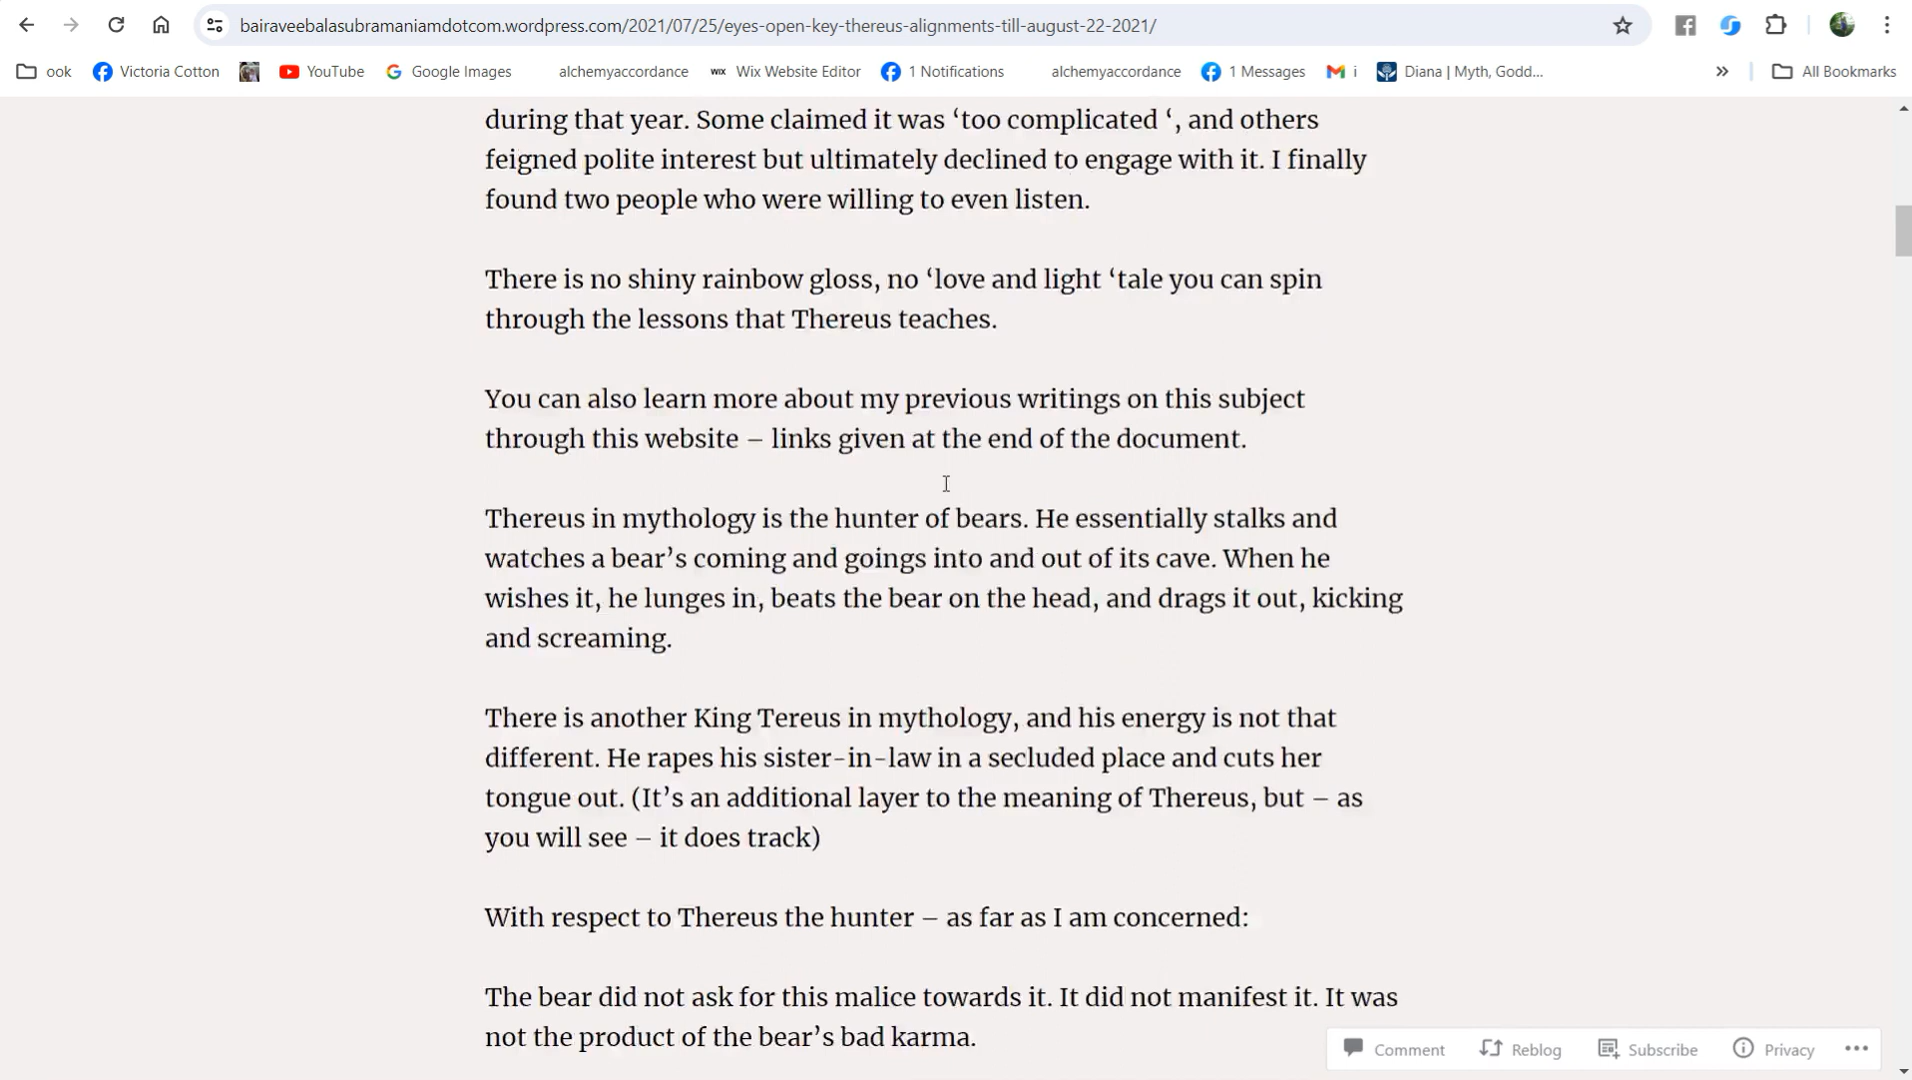 bairaveebalasubramaniamdotcom.wordpress.com/2021/07/25/eyes-open-key-thereus-alignments-till-august-22-2021/
ook Victoria Cotton YouTube Google Images alchemyaccordance WIX Wix Website Editor 1 Notifications alchemyaccordance 1 Messages i Diana | Myth, Godd... » All Bookmarks
during that year. Some claimed it was ‘too complicated ‘, and others
feigned polite interest but ultimately declined to engage with it. I finally
found two people who were willing to even listen.
There is no shiny rainbow gloss, no ‘love and light ‘tale you can spin
through the lessons that Thereus teaches.
You can also learn more about my previous writings on this subject
through this website – links given at the end of the document.
Thereus in mythology is the hunter of bears. He essentially stalks and
watches a bear’s coming and goings into and out of its cave. When he
wishes it, he lunges in, beats the bear on the head, and drags it out, kicking
and screaming.
There is another King Tereus in mythology, and his energy is not that
different. He rapes his sister-in-law in a secluded place and cuts her
tongue out. (It’s an additional layer to the meaning of Thereus, but – as
you will see – it does track)
With respect to Thereus the hunter – as far as I am concerned:
The bear did not ask for this malice towards it. It did not manifest it. It was
not the product of the bear’s bad karma.
Comment Reblog Subscribe Privacy